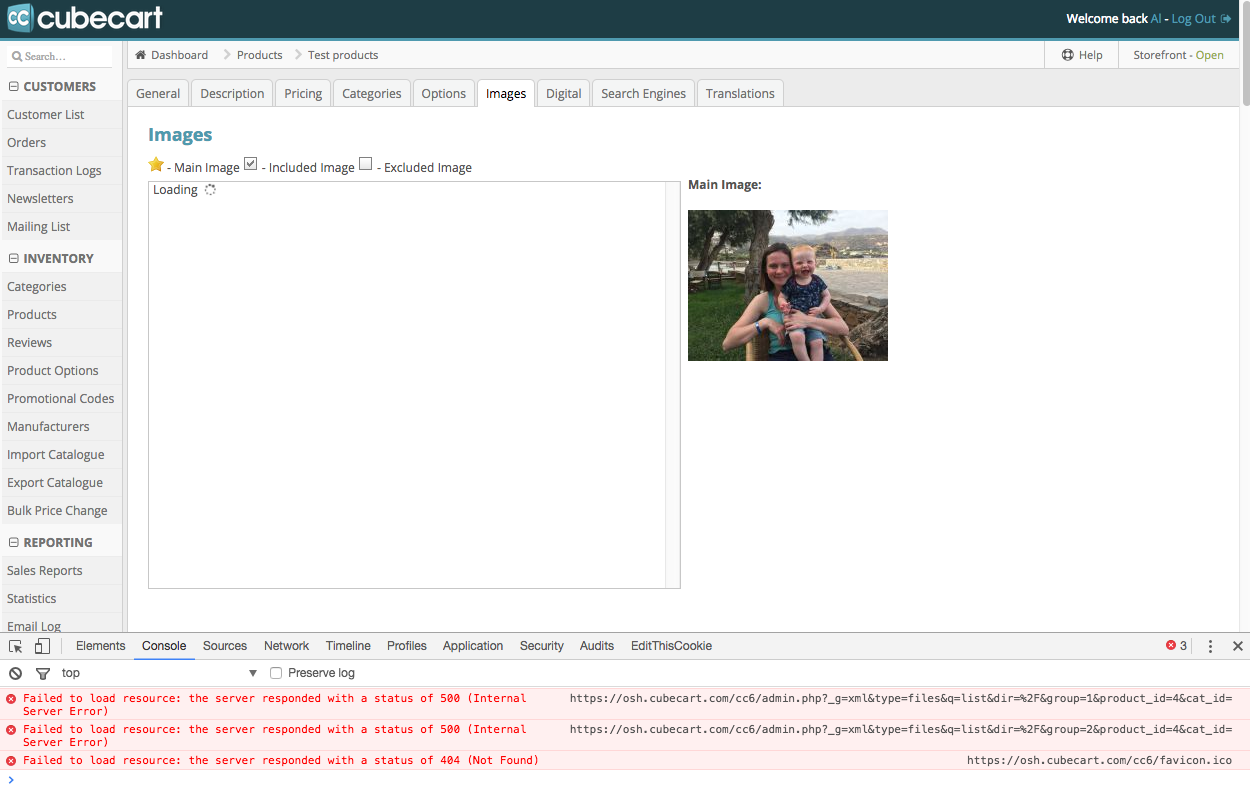 cc cubecart
Welcome back Al - Log Out
Search...
Dashboard Products Test products
Help Storefront - Open
CUSTOMERS
Customer List
Orders
Transaction Logs
Newsletters
Mailing List
INVENTORY
Categories
Products
Reviews
Product Options
Promotional Codes
Manufacturers
Import Catalogue
Export Catalogue
Bulk Price Change
REPORTING
Sales Reports
Statistics
Email Log
General Description Pricing Categories Options Images Digital Search Engines Translations
Images
- Main Image - Included Image - Excluded Image
Loading
Main Image:
Elements Console Sources Network Timeline Profiles Application Security Audits EditThisCookie 3
top Preserve log
Failed to load resource: the server responded with a status of 500 (Internal https://osh.cubecart.com/cc6/admin.php?_g=xml&type=files&q=list&dir=%2F&group=1&product_id=4&cat_id=
Server Error)
Failed to load resource: the server responded with a status of 500 (Internal https://osh.cubecart.com/cc6/admin.php?_g=xml&type=files&q=list&dir=%2F&group=2&product_id=4&cat_id=
Server Error)
Failed to load resource: the server responded with a status of 404 (Not Found) https://osh.cubecart.com/cc6/favicon.ico